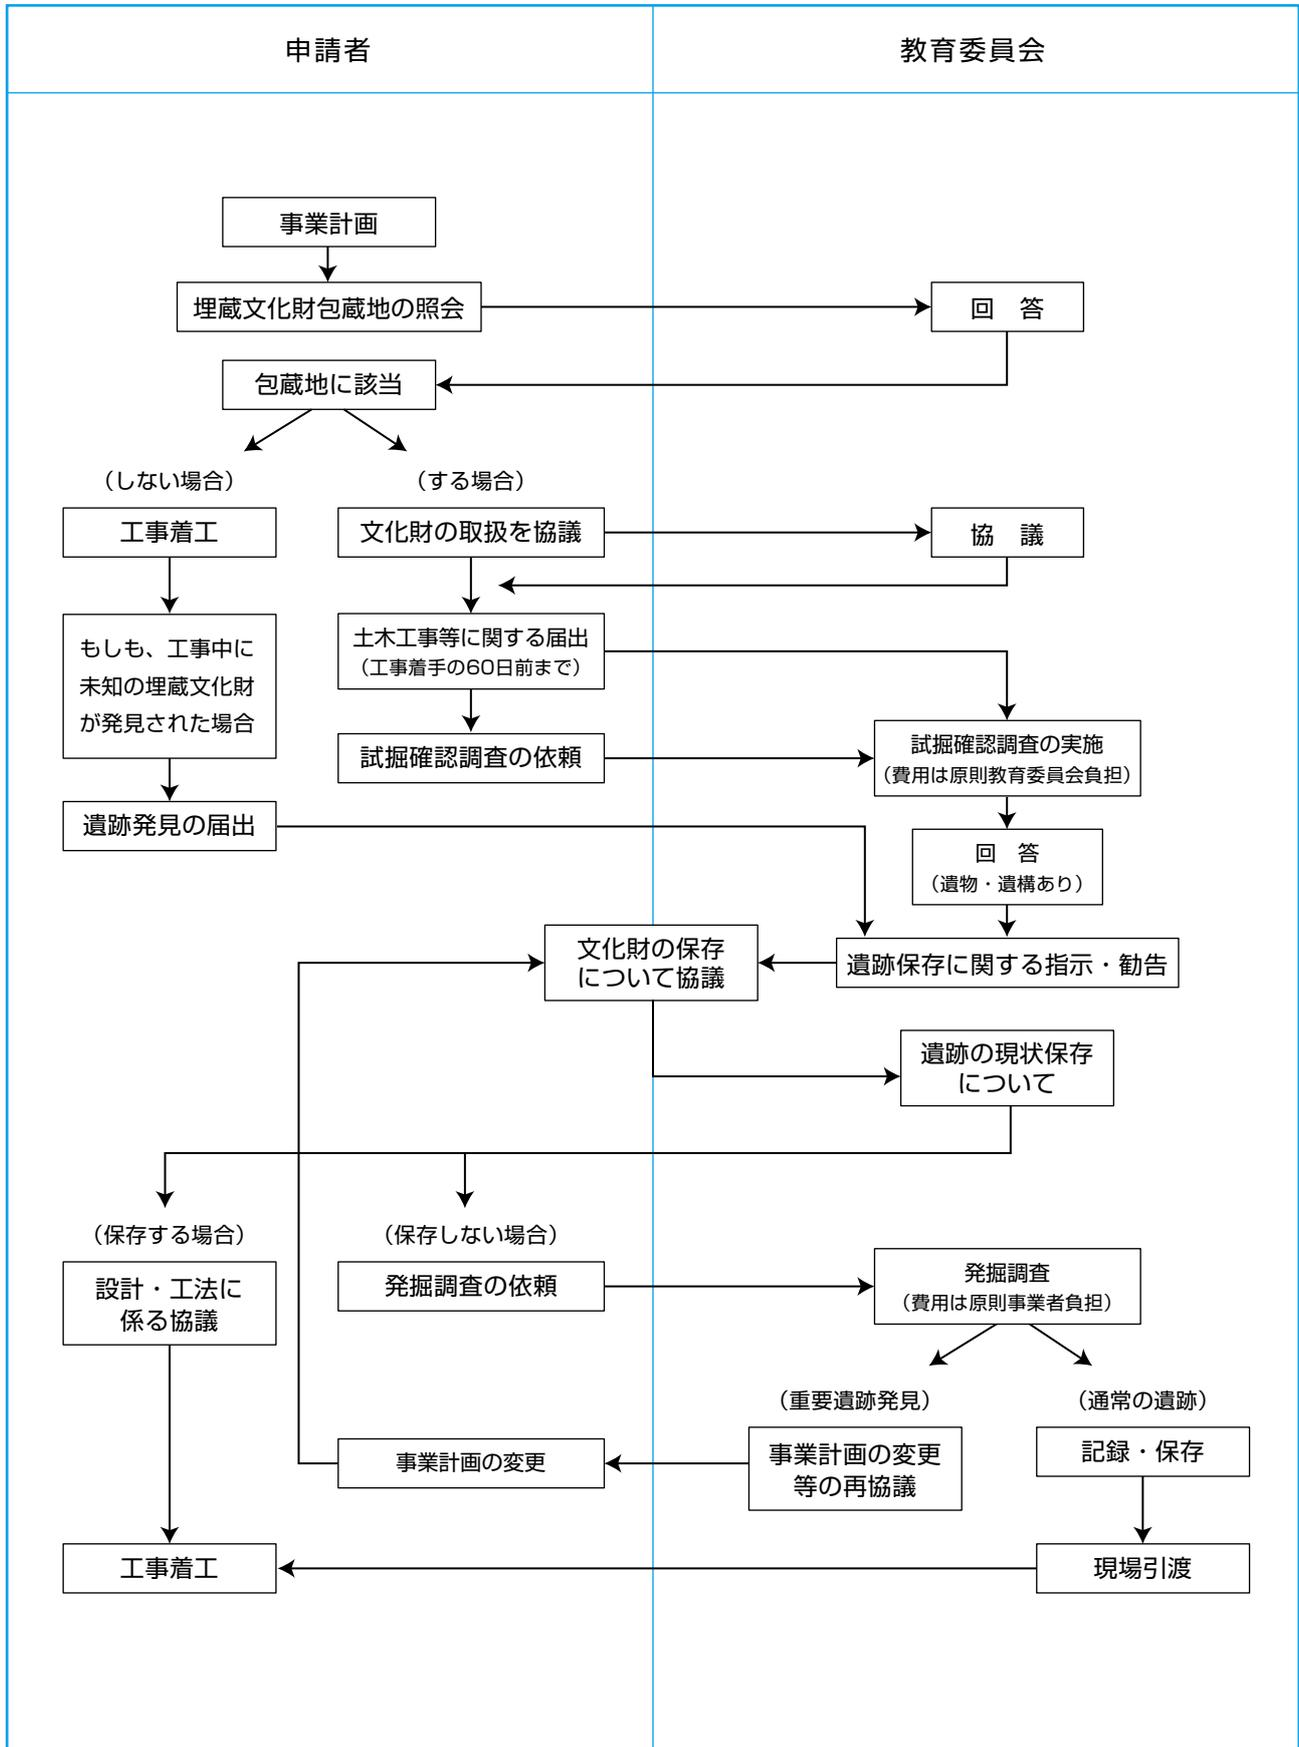 申請者
教育委員会
事業計画
埋蔵文化財包蔵地の照会
回　答
包蔵地に該当
（しない場合）
（する場合）
工事着工
文化財の取扱を協議
協　議
もしも、工事中に
未知の埋蔵文化財
が発見された場合
土木工事等に関する届出
（工事着手の60日前まで）
試掘確認調査の依頼
試掘確認調査の実施
（費用は原則教育委員会負担）
遺跡発見の届出
回　答
（遺物・遺構あり）
文化財の保存
について協議
遺跡保存に関する指示・勧告
遺跡の現状保存
について
（保存する場合）
（保存しない場合）
設計・工法に
係る協議
発掘調査の依頼
発掘調査
（費用は原則事業者負担）
（重要遺跡発見）
（通常の遺跡）
事業計画の変更
事業計画の変更
等の再協議
記録・保存
工事着工
現場引渡